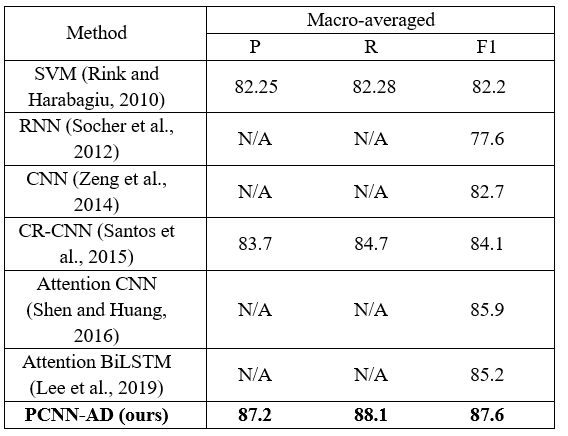 Method
Macro-averaged
P R F1
SVM (Rink and
Harabagiu, 2010)
82.25 82.28 82.2
RNN (Socher et al.,
2012)
N/A N/A 77.6
CNN (Zeng et al.,
2014)
N/A N/A 82.7
CR-CNN (Santos et
al., 2015)
83.7 84.7 84.1
Attention CNN
(Shen and Huang,
2016)
N/A N/A 85.9
Attention BiLSTM
(Lee et al., 2019)
N/A N/A 85.2
PCNN-AD (ours) 87.2 88.1 87.6